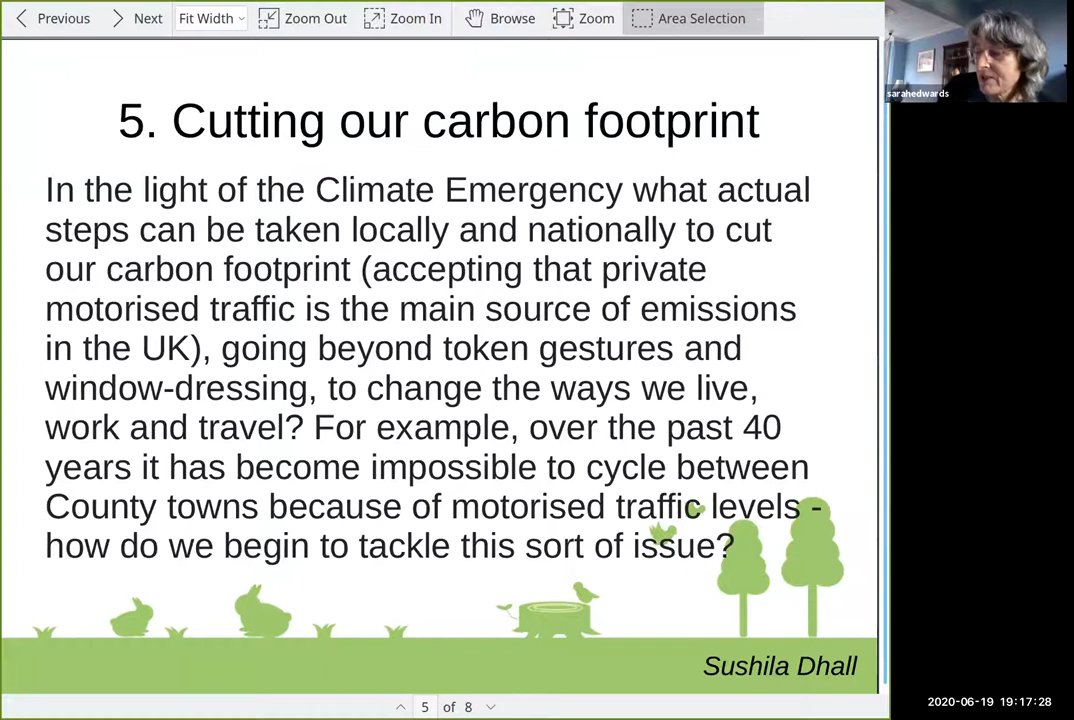 Previous Next Fit Width Zoom Out Zoom In Browse Zoom Area Selection
sarahedwards
5. Cutting our carbon footprint
In the light of the Climate Emergency what actual
steps can be taken locally and nationally to cut
our carbon footprint (accepting that private
motorised traffic is the main source of emissions
in the UK), going beyond token gestures and
window-dressing, to change the ways we live,
work and travel? For example, over the past 40
years it has become impossible to cycle between
County towns because of motorised traffic levels -
how do we begin to tackle this sort of issue?
Sushila Dhall
5 of 8
2020-06-19 19:17:28